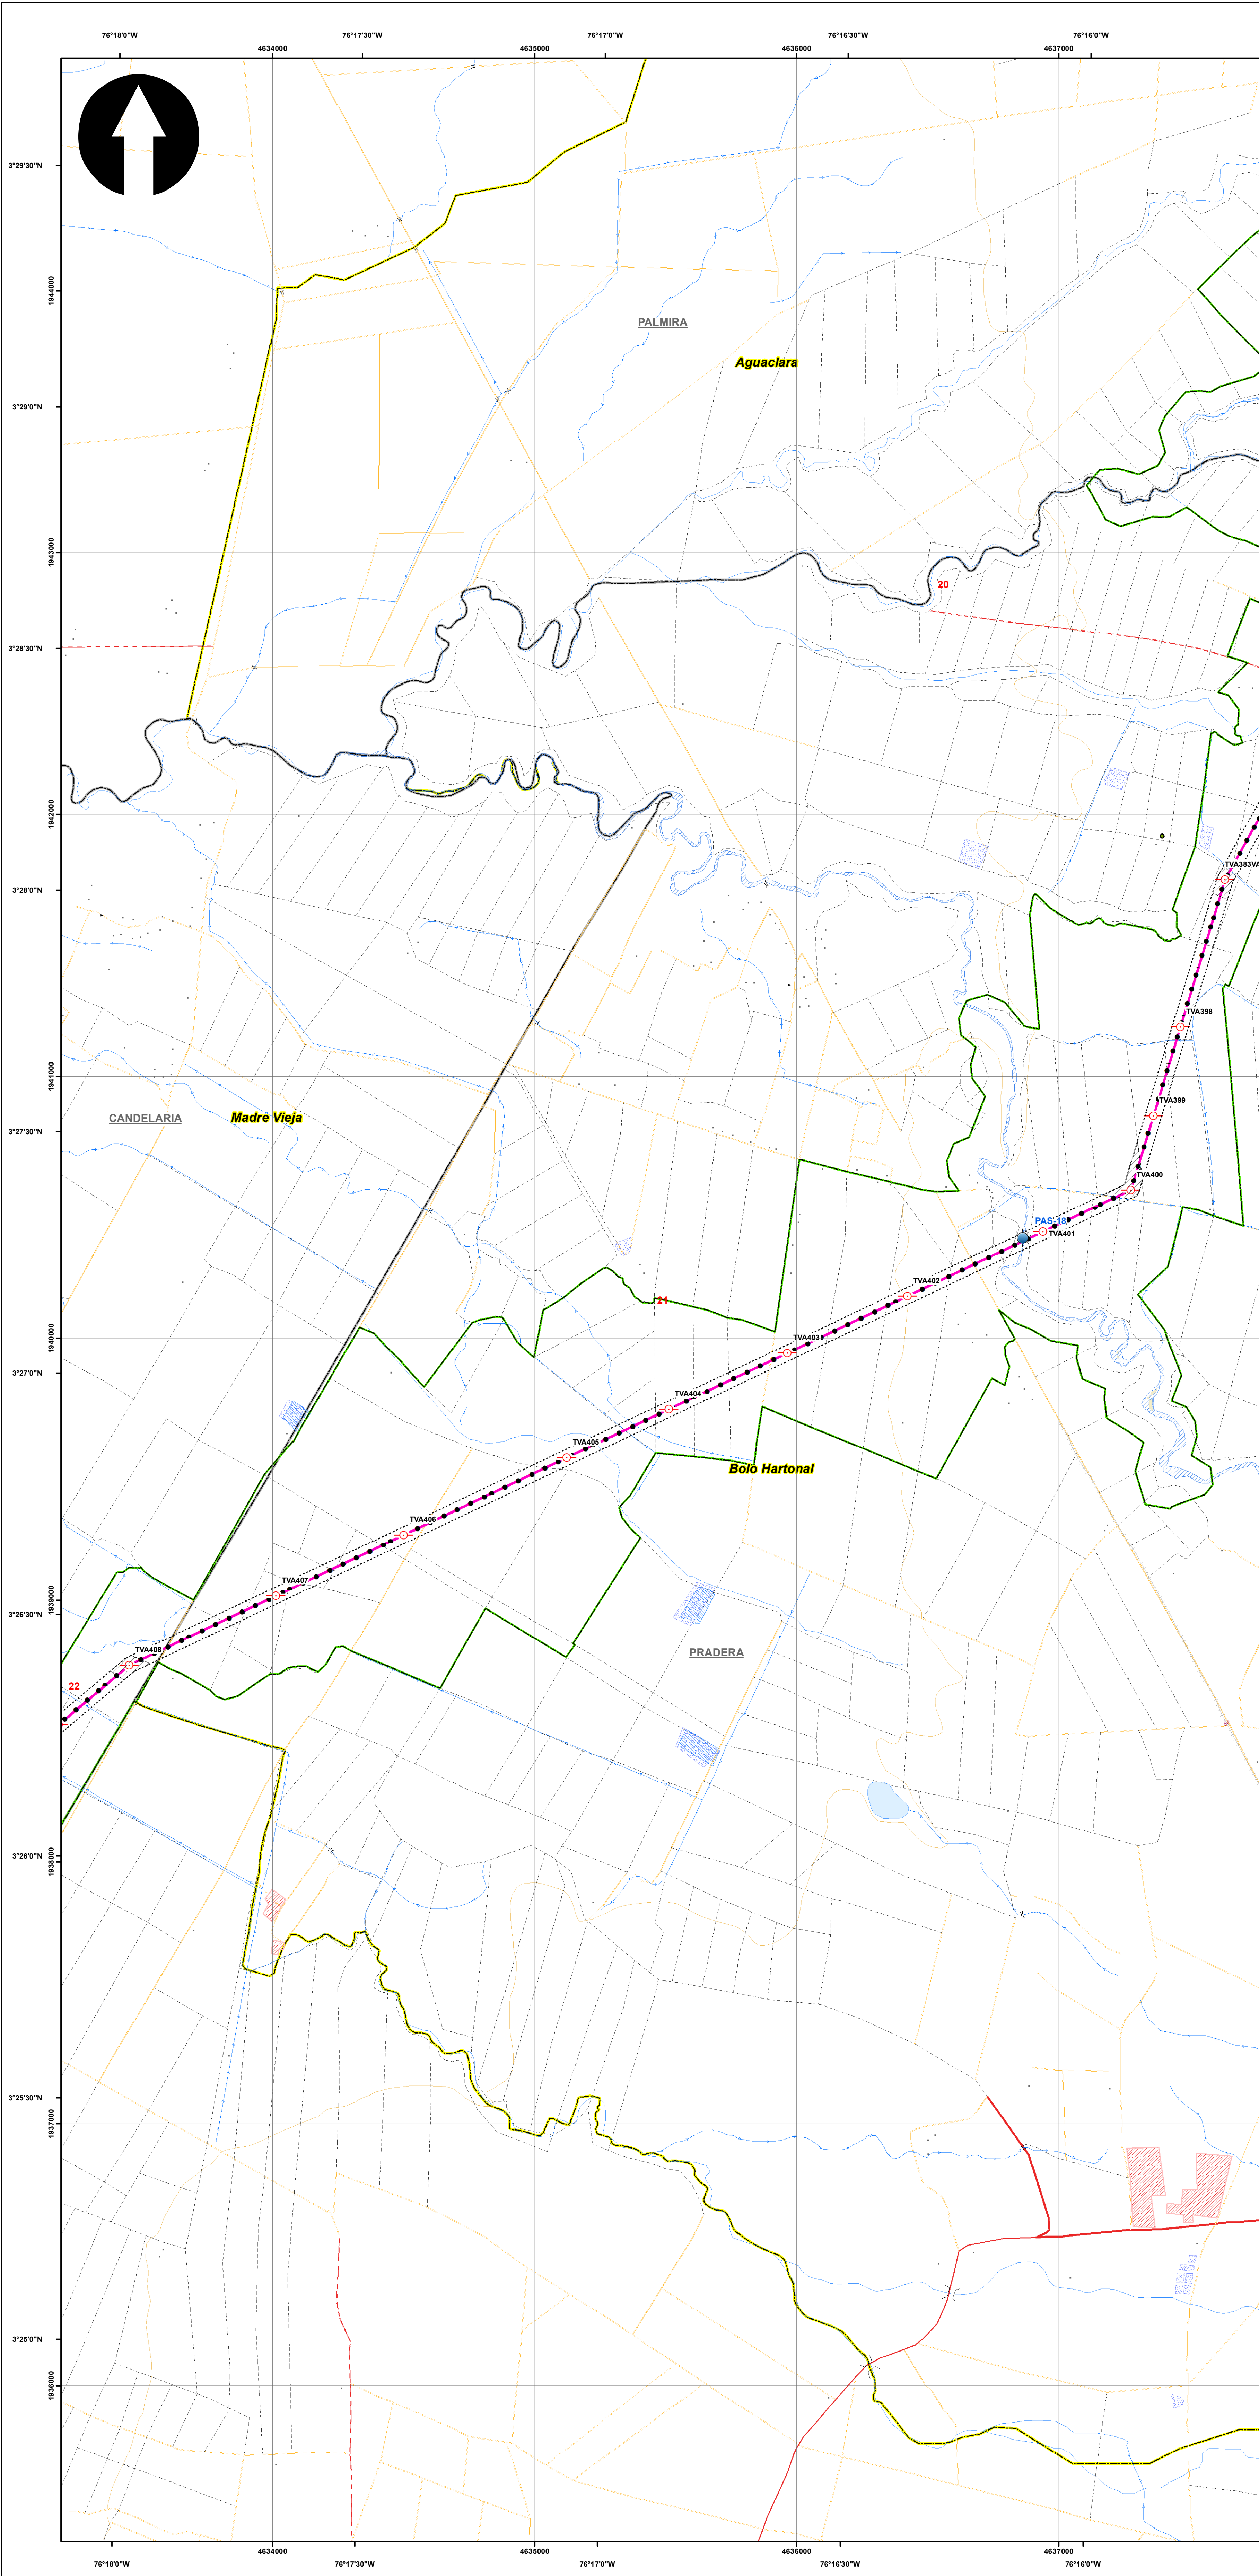 76°18'0"W
76°17'30"W
76°17'0"W
76°16'30"W
76°16'0"W
4634000
4635000
4636000
4637000
3°29'30"N
1944000
PALMIRA
Aguaclara
3°29'0"N
1943000
20
3°28'30"N
1942000
TVA383VA
3°28'0"N
TVA398
1941000
TVA399
CANDELARIA
Madre Vieja
3°27'30"N
TVA400
PAS-18
TVA401
TVA402
21
1940000
TVA403
3°27'0"N
TVA404
TVA405
Bolo Hartonal
TVA406
TVA407
1939000
3°26'30"N
TVA408
PRADERA
22
3°26'0"N
1938000
3°25'30"N
1937000
3°25'0"N
1936000
4634000
4635000
4636000
4637000
76°18'0"W
76°17'30"W
76°17'0"W
76°16'30"W
76°16'0"W